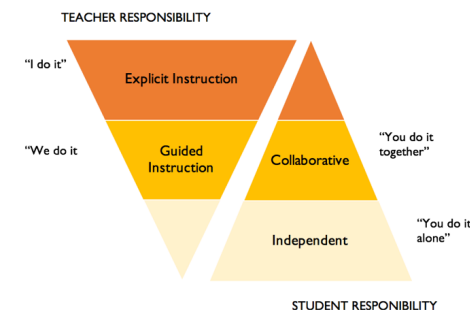 TEACHER RESPONSIBILITY
“I do it”
Explicit Instruction
“We do it
Guided
Instruction
Collaborative
“You do it
together”
Independent
“You do it
alone”
STUDENT RESPONIBILITY